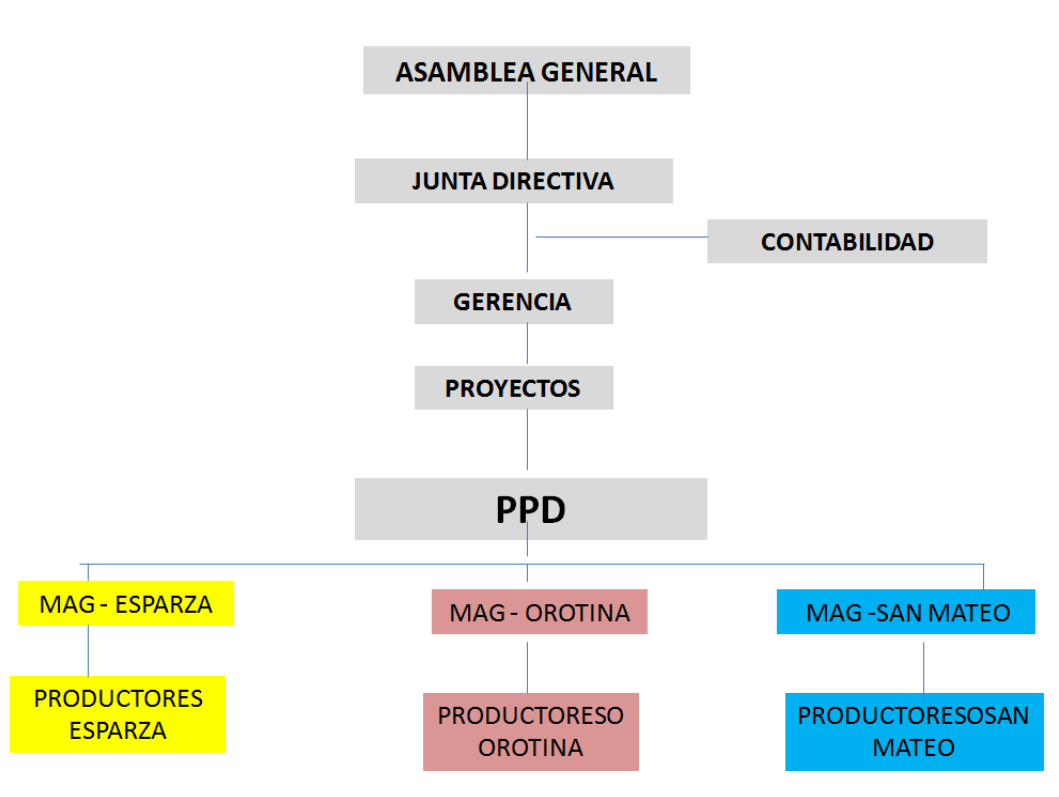 ASAMBLEA GENERAL
JUNTA DIRECTIVA
CONTABILIDAD
GERENCIA
PROYECTOS
PPD
MAG - ESPARZA
MAG - OROTINA
MAG -SAN MATEO
PRODUCTORES
ESPARZA
PRODUCTORESO
OROTINA
PRODUCTORESOSAN
MATEO